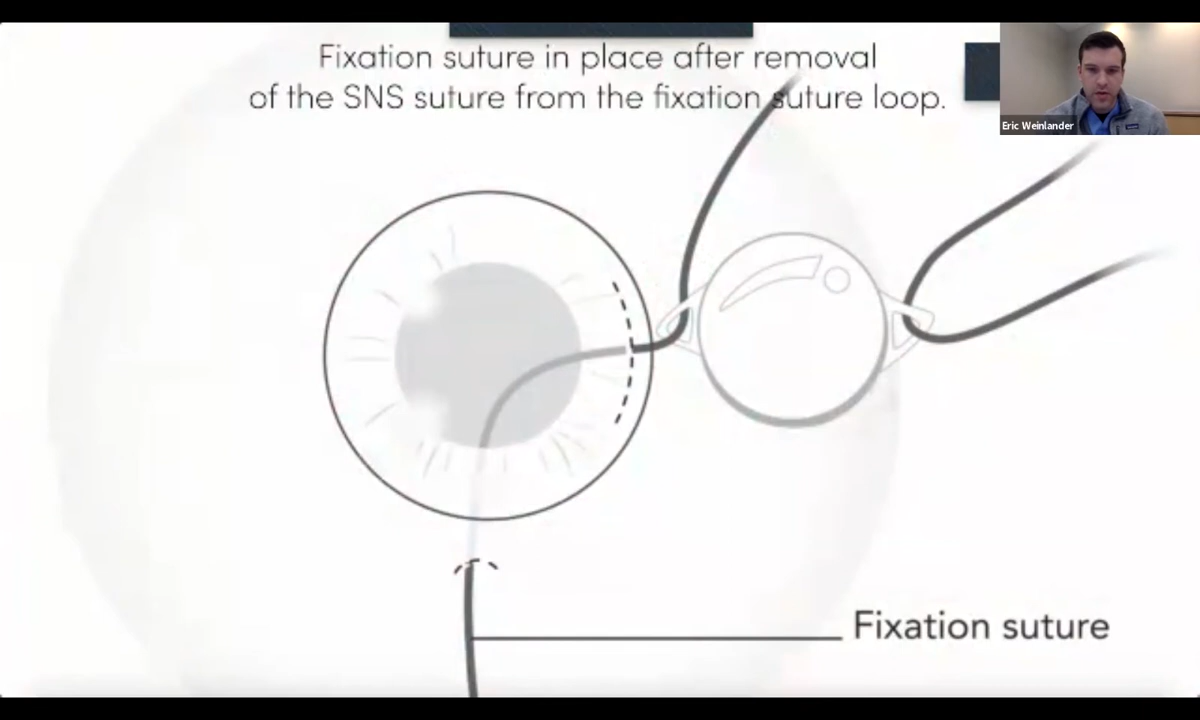 Fixation suture in place after removal
of the SNS suture from the fixation suture loop.
Eric Weinlander
Fixation suture